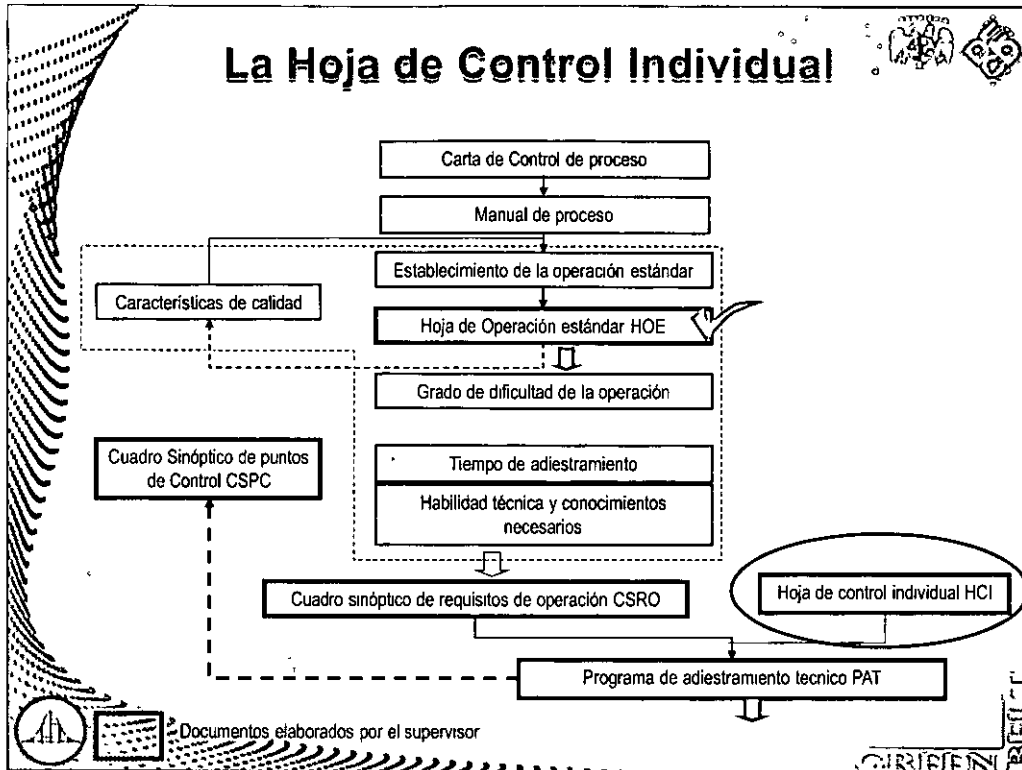 La Hoja de Control Individual
Carta de Control de proceso
Manual de proceso
Establecimiento de la operación estándar
Características de calidad
Hoja de Operación estándar HOE
Grado de dificultad de la operación
Cuadro Sinóptico de puntos
de Control CSPC
Tiempo de adiestramiento
Habilidad técnica y conocimientos
necesarios
Cuadro sinóptico de requisitos de operación CSRO
Hoja de control individual HCI
Programa de adiestramiento tecnico PAT
Documentos elaborados por el supervisor